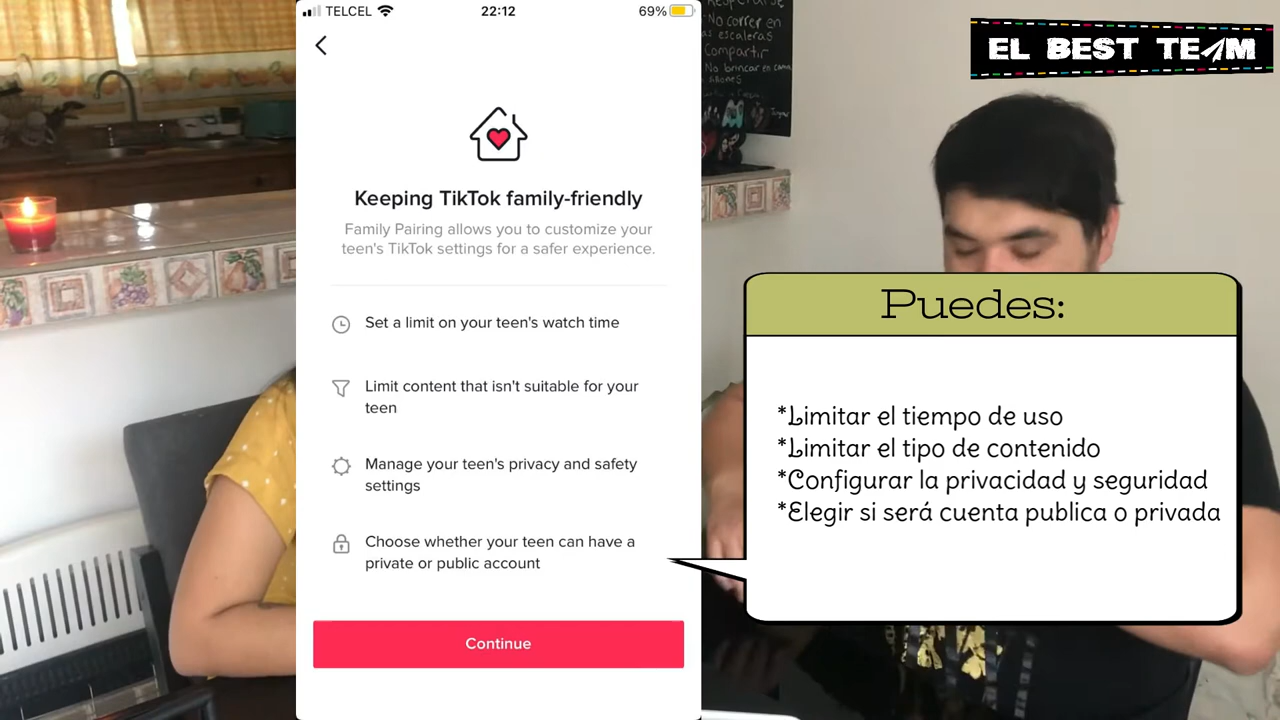 TELCEL 22:12 69%
Keeping TikTok family-friendly
Family Pairing allows you to customize your
teen's TikTok settings for a safer experience.
Set a limit on your teen's watch time
Limit content that isn't suitable for your
teen
Manage your teen's privacy and safety
settings
Choose whether your teen can have a
private or public account
Continue
No correr en
as escaleras
Compartir
No brincar en
EL BEST TEAM
Puedes:
*Limitar el tiempo de uso
*Limitar el tipo de contenido
*Configurar la privacidad y seguridad
*Elegir si será cuenta publica o privada